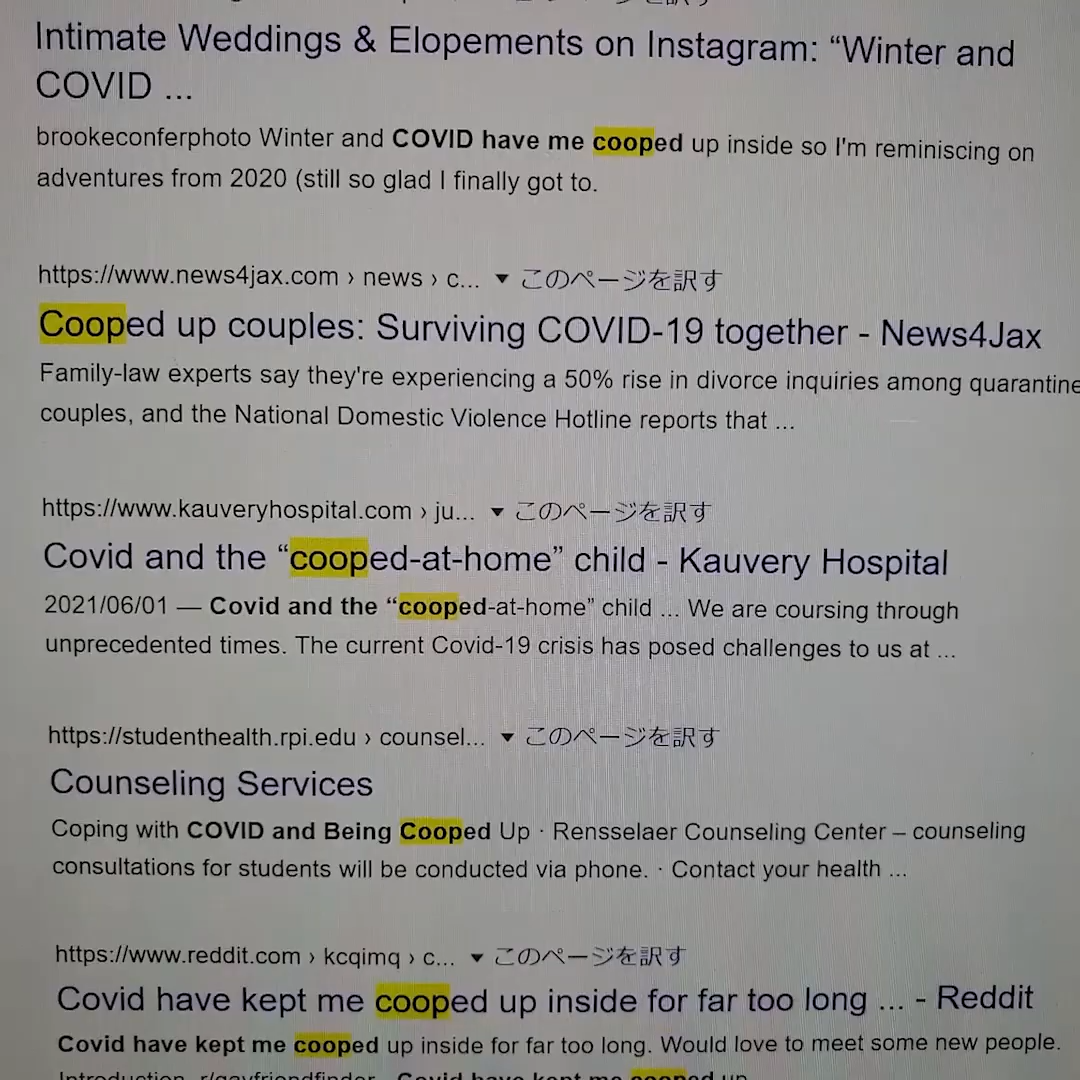 Intimate Weddings & Elopements on Instagram: “Winter and
COVID ...
brookeconferphoto Winter and COVID have me cooped up inside so I'm reminiscing on
adventures from 2020 (still so glad I finally got to.
https://www.news4jax.com › news › c... ▼ このページを訳す
Cooped up couples: Surviving COVID-19 together - News4Jax
Family-law experts say they're experiencing a 50% rise in divorce inquiries among quarantine
couples, and the National Domestic Violence Hotline reports that ...
https://www.kauveryhospital.com › ju... ▼ このページを訳す
Covid and the “cooped-at-home” child - Kauvery Hospital
2021/06/01 — Covid and the “cooped-at-home” child ... We are coursing through
unprecedented times. The current Covid-19 crisis has posed challenges to us at ...
https://studenthealth.rpi.edu › counsel... ▼ このページを訳す
Counseling Services
Coping with COVID and Being Cooped Up · Rensselaer Counseling Center – counseling
consultations for students will be conducted via phone. · Contact your health ...
https://www.reddit.com › kcqimq › c... ▼ このページを訳す
Covid have kept me cooped up inside for far too long ... - Reddit
Covid have kept me cooped up inside for far too long. Would love to meet some new people.
Introduction. r/gayfriendfinder · Covid have kept me cooped up